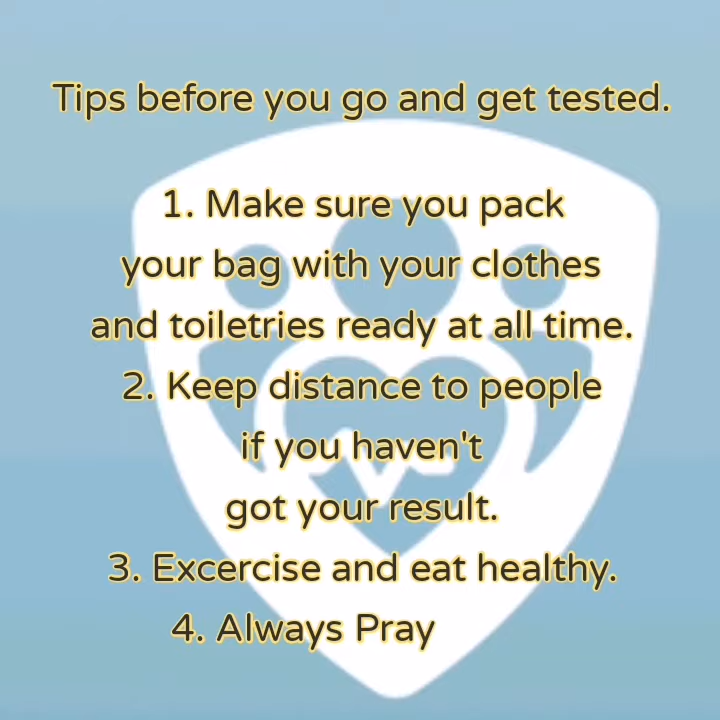 Tips before you go and get tested.
1. Make sure you pack
your bag with your clothes
and toiletries ready at all time.
2. Keep distance to people
if you haven't
got your result.
3. Excercise and eat healthy.
4. Always Pray